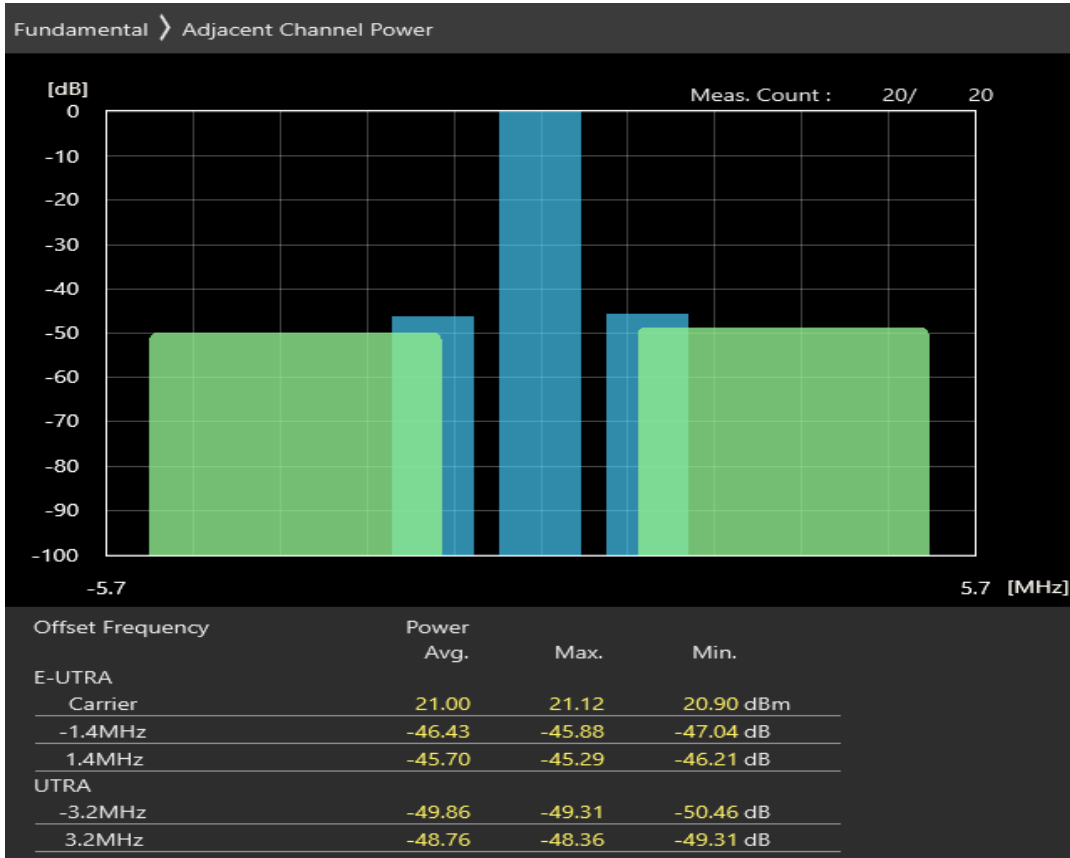 Fundamental 〉 Adjacent Channel Power
[dB]
Meas. Count : 20/ 20
0
-10
-20
-30
-40
-50
-60
-70
-80
-90
-100
-5.7 5.7 [MHz]
Offset Frequency Power
Avg. Max. Min.
E-UTRA
Carrier 21.00 21.12 20.90 dBm
-1.4MHz -46.43 -45.88 -47.04 dB
1.4MHz -45.70 -45.29 -46.21 dB
UTRA
-3.2MHz -49.86 -49.31 -50.46 dB
3.2MHz -48.76 -48.36 -49.31 dB